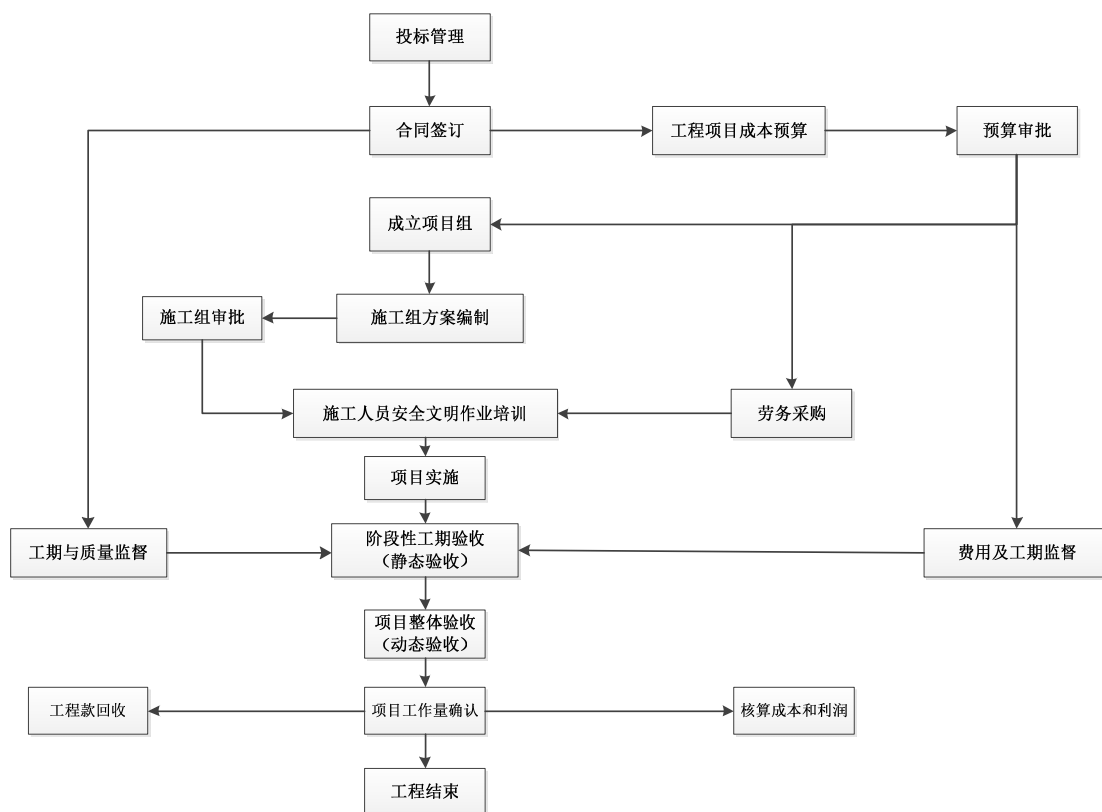 投标管理
合同签订
工程项目成本预算
预算审批
成立项目组
施工组审批
施工组方案编制
施工人员安全文明作业培训
劳务采购
项目实施
工期与质量监督
阶段性工期验收
（静态验收）
费用及工期监督
项目整体验收
（动态验收）
工程款回收
项目工作量确认
核算成本和利润
工程结束